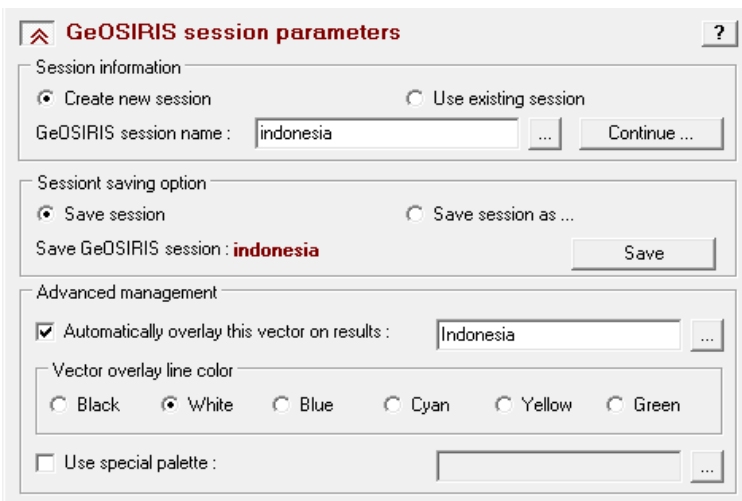 GeOSIRIS session parameters ?
Session information
Create new session Use existing session
GeOSIRIS session name : indonesia ... Continue ...
Sessiont saving option
Save session Save session as ...
Save GeOSIRIS session : indonesia Save
Advanced management
Automatically overlay this vector on results : Indonesia ...
Vector overlay line color
Black White Blue Cyan Yellow Green
Use special palette : ...